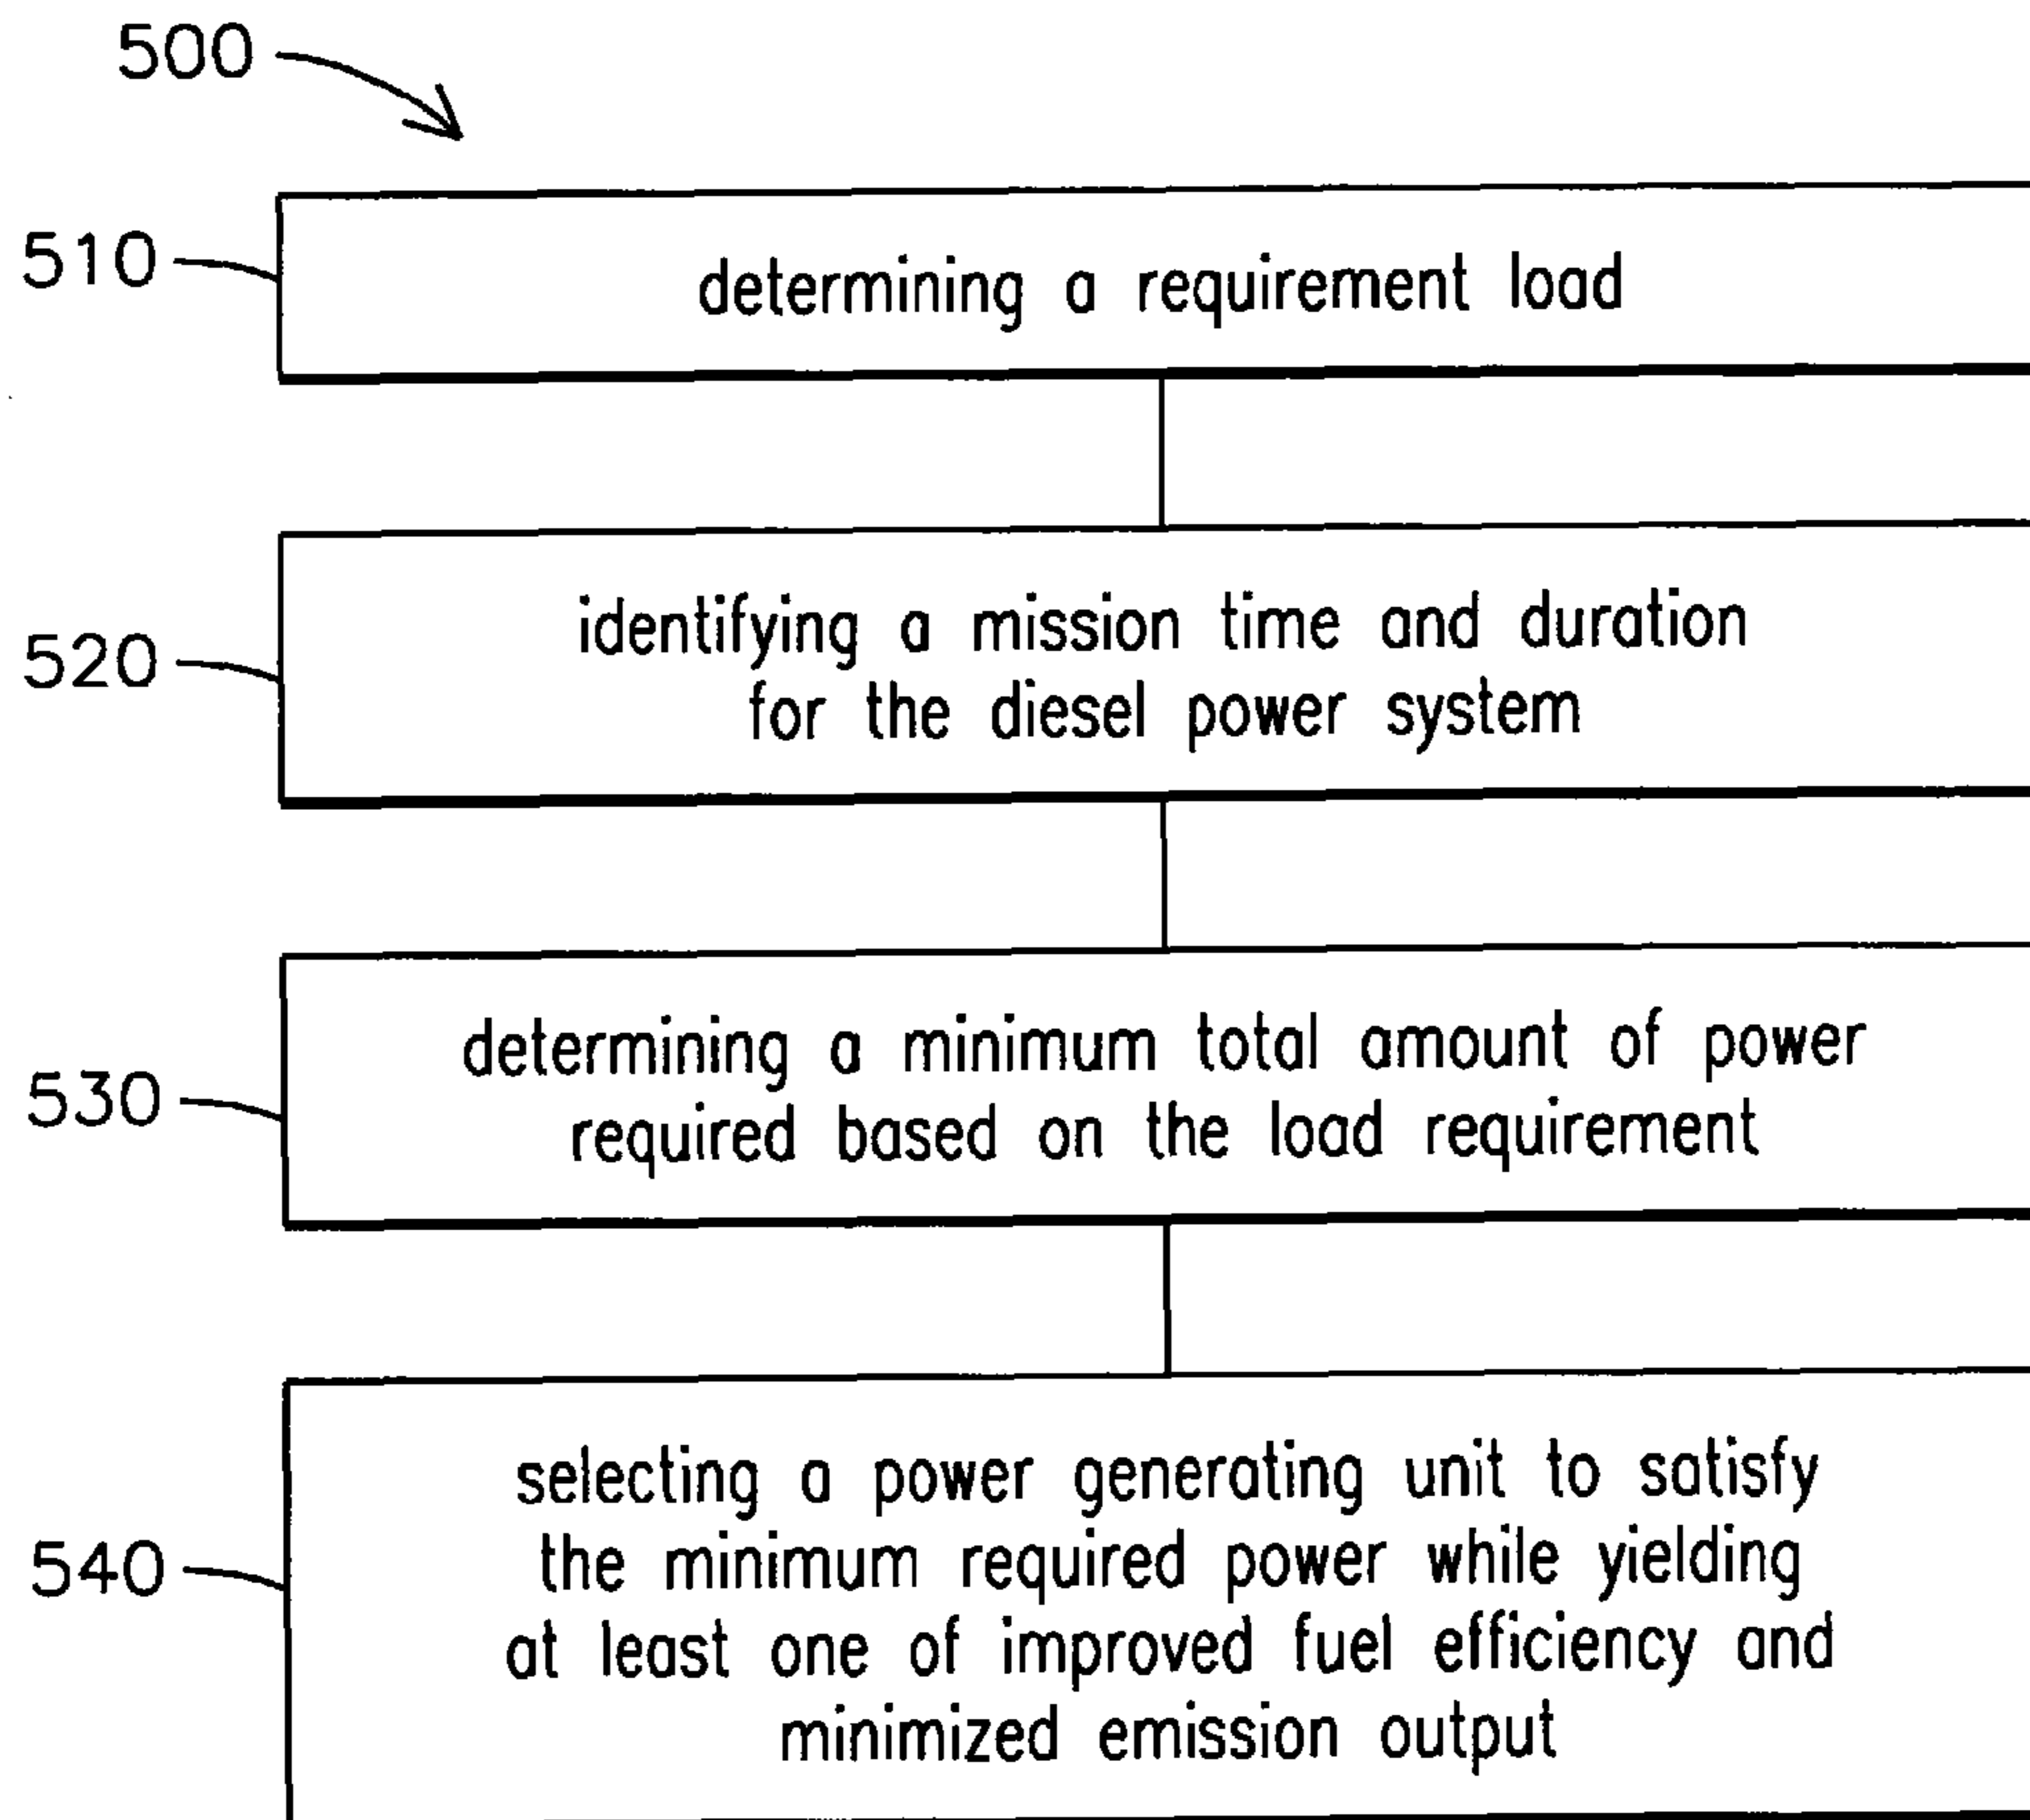 500
510
determining a requirement load
520
identifying a mission time and duration
for the diesel power system
530
determining a minimum total amount of power
required based on the load requirement
540
selecting a power generating unit to satisfy
the minimum required power while yielding
at least one of improved fuel efficiency and
minimized emission output